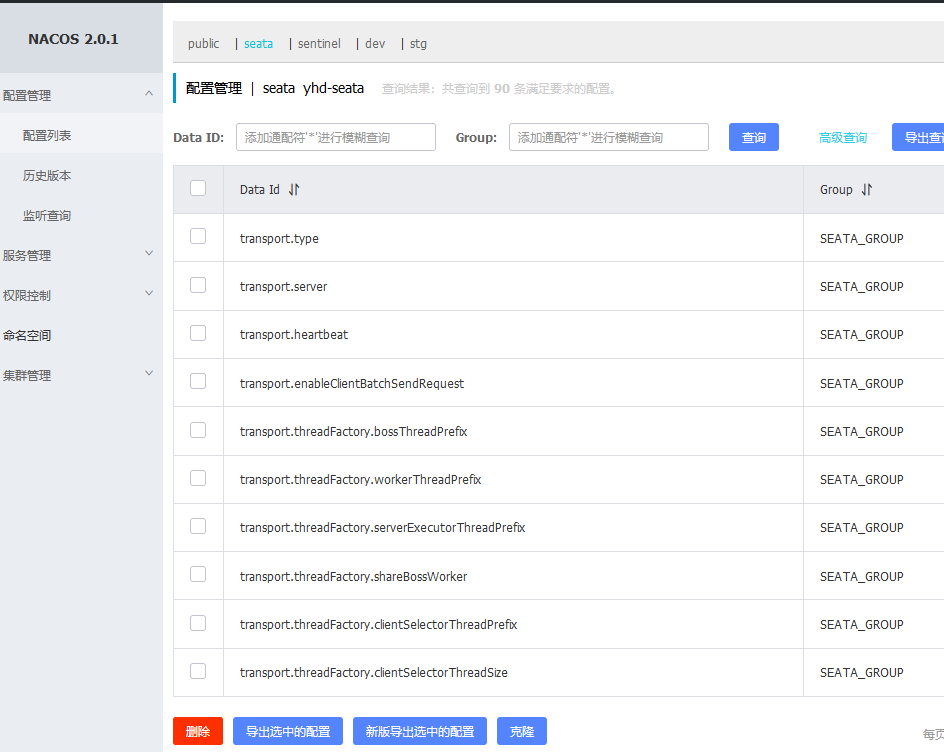 NACOS 2.0.1
配置管理
配置列表
历史版本
监听查询
服务管理
权限控制
命名空间
集群管理
public | seata | sentinel | dev | stg
配置管理 | seata yhd-seata 查询结果：共查询到 90 条满足要求的配置。
Data ID: 添加通配符'*'进行模糊查询 Group: 添加通配符'*'进行模糊查询 查询 高级查询 导出查
Data Id Group
transport.type SEATA_GROUP
transport.server SEATA_GROUP
transport.heartbeat SEATA_GROUP
transport.enableClientBatchSendRequest SEATA_GROUP
transport.threadFactory.bossThreadPrefix SEATA_GROUP
transport.threadFactory.workerThreadPrefix SEATA_GROUP
transport.threadFactory.serverExecutorThreadPrefix SEATA_GROUP
transport.threadFactory.shareBossWorker SEATA_GROUP
transport.threadFactory.clientSelectorThreadPrefix SEATA_GROUP
transport.threadFactory.clientSelectorThreadSize SEATA_GROUP
删除 导出选中的配置 新版导出选中的配置 克隆 每页